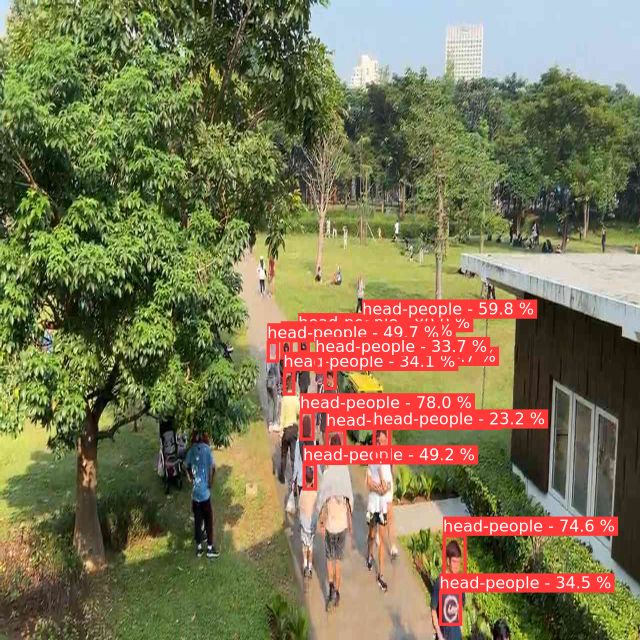 head-people - 59.8 %
head-people - 49.7 %
head-people - 33.7 %
head-people - 34.1 %
head-people - 78.0 %
head-people - 23.2 %
head-people - 49.2 %
head-people - 74.6 %
head-people - 34.5 %